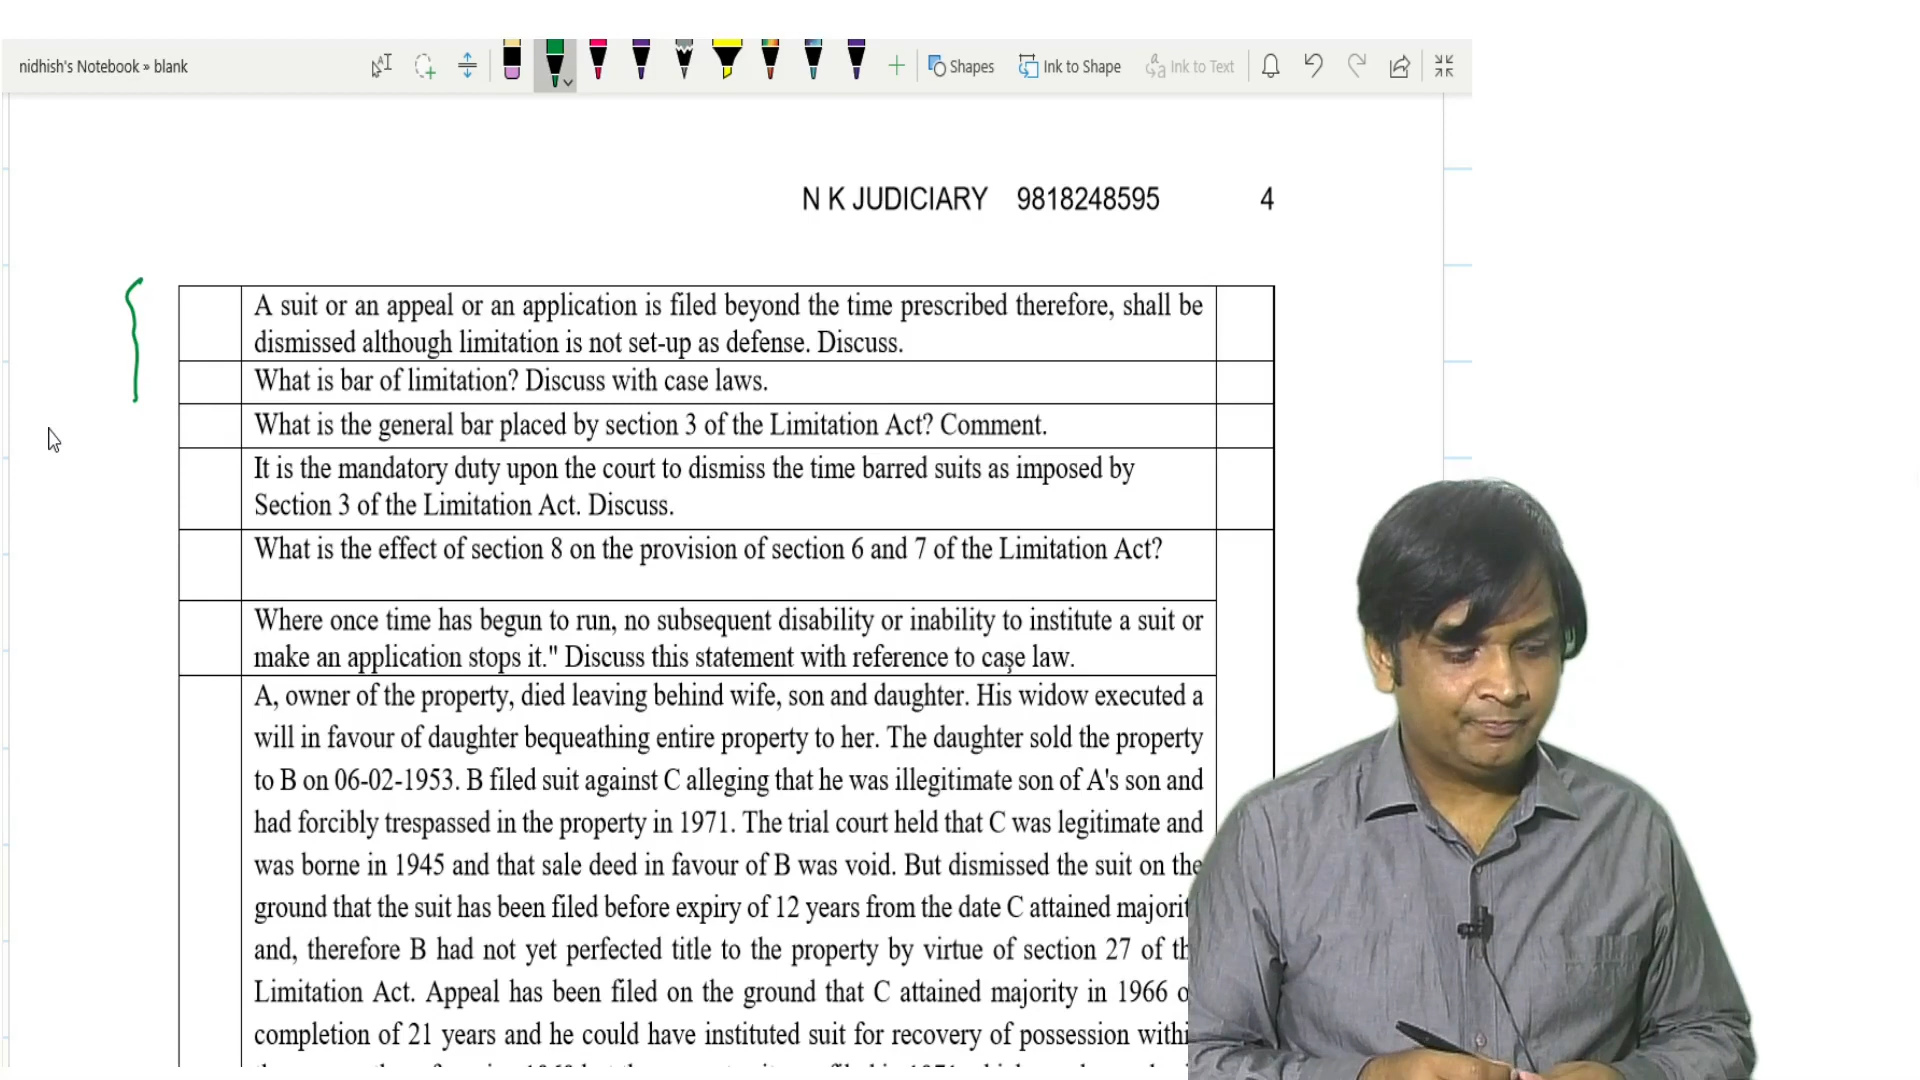 nidhish's Notebook » blank
Shapes
Ink to Shape
Ink to Text
N K JUDICIARY 9818248595 4
A suit or an appeal or an application is filed beyond the time prescribed therefore, shall be
dismissed although limitation is not set-up as defense. Discuss.
What is bar of limitation? Discuss with case laws.
What is the general bar placed by section 3 of the Limitation Act? Comment.
It is the mandatory duty upon the court to dismiss the time barred suits as imposed by
Section 3 of the Limitation Act. Discuss.
What is the effect of section 8 on the provision of section 6 and 7 of the Limitation Act?
Where once time has begun to run, no subsequent disability or inability to institute a suit or
make an application stops it." Discuss this statement with reference to case law.
A, owner of the property, died leaving behind wife, son and daughter. His widow executed a
will in favour of daughter bequeathing entire property to her. The daughter sold the property
to B on 06-02-1953. B filed suit against C alleging that he was illegitimate son of A's son and
had forcibly trespassed in the property in 1971. The trial court held that C was legitimate and
was borne in 1945 and that sale deed in favour of B was void. But dismissed the suit on the
ground that the suit has been filed before expiry of 12 years from the date C attained
and, therefore B had not yet perfected title to the property by virtue of section 27 of
Limitation Act. Appeal has been filed on the ground that C attained majority in 1966
completion of 21 years and he could have instituted suit for recovery of possession